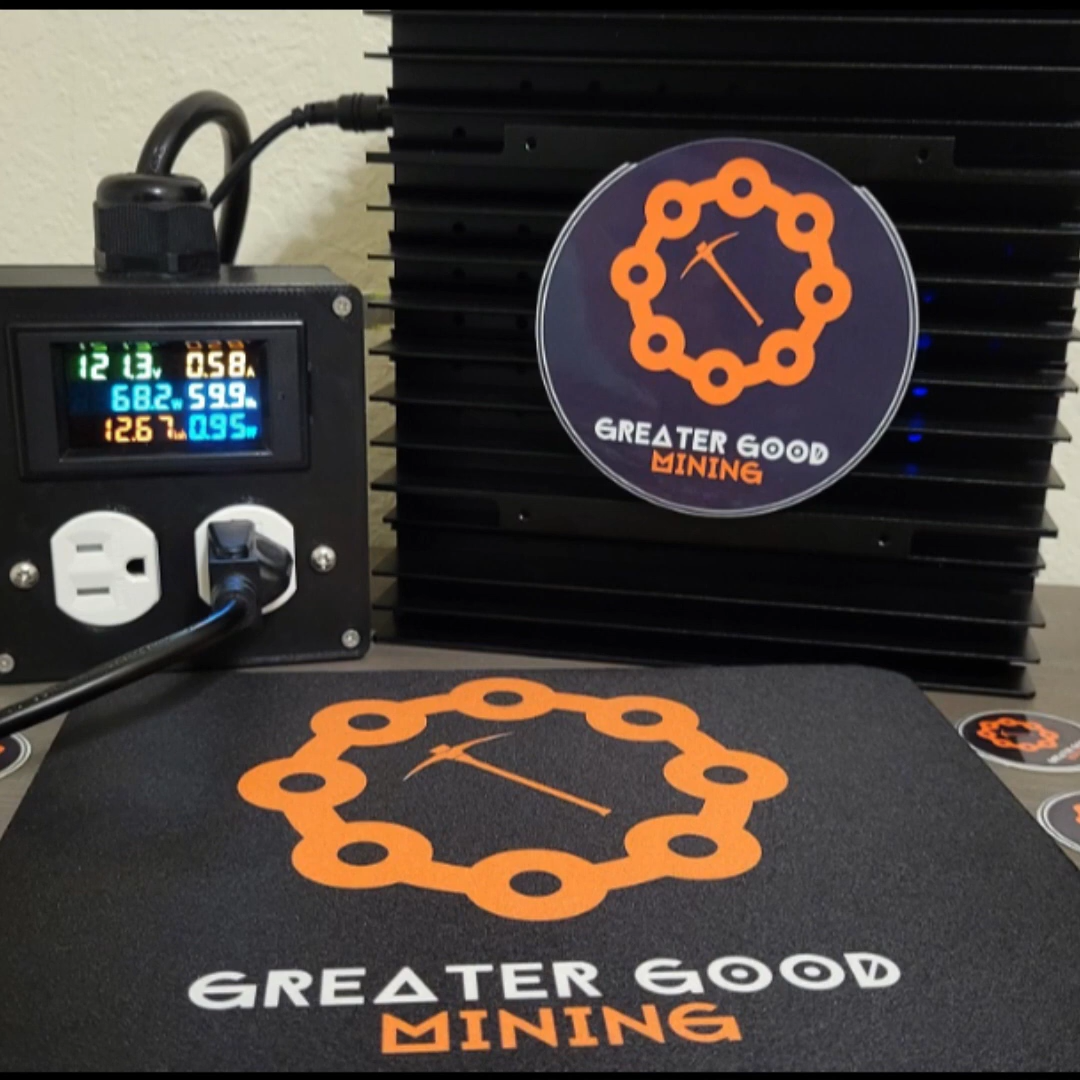 121.3V 0.58A
68.2W 59.9Hz
12.67kWh 0.95PF
GREATER GOOD
MINING
GREATER GOOD
MINING